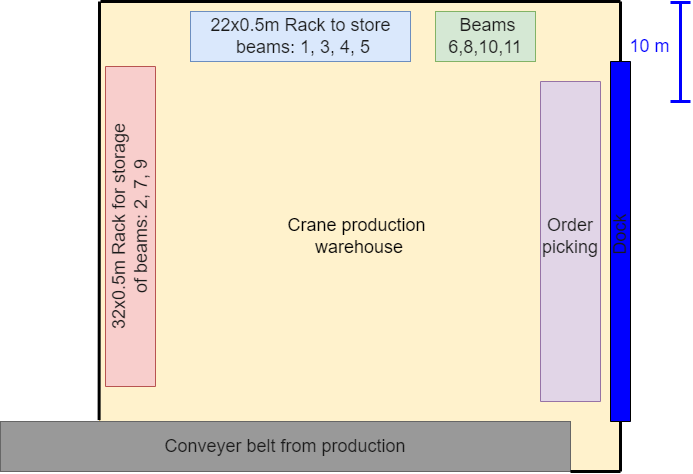 22x0.5m Rack to store
beams: 1, 3, 4, 5
Beams
6,8,10,11
10 m
32x0.5m Rack for storage
of beams: 2, 7, 9
Crane production
warehouse
Order
picking
Dock
Conveyer belt from production